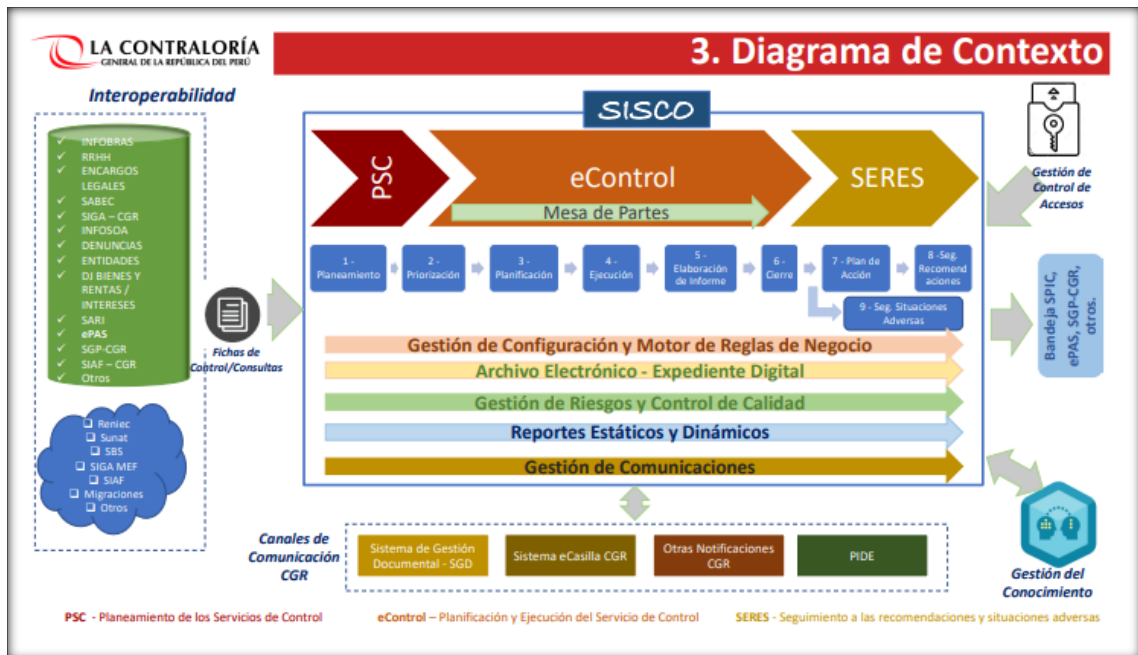 LA CONTRALORÍA
GENERAL DE LA REPÚBLICA DEL PERÚ
3. Diagrama de Contexto
Interoperabilidad
INFOBRAS
RRHH
ENCARGOS
LEGALES
SABEC
SIGA – CGR
INFOSOA
DENUNCIAS
ENTIDADES
DJ BIENES Y
RENTAS /
INTERESES
SARI
ePAS
SGP-CGR
SIAF – CGR
Otros
Reniec
Sunat
SBS
SIGA MEF
SIAF
Migraciones
Otros
Fichas de
Control/Consultas
SISCO
PSC
eControl
SERES
Mesa de Partes
1 -
Planeamiento
2 -
Priorización
3 -
Planificación
4 -
Ejecución
5 -
Elaboración
de Informe
6 -
Cierre
7 - Plan de
Acción
8 -Seg.
Recomend
aciones
9 - Seg. Situaciones
Adversas
Gestión de Configuración y Motor de Reglas de Negocio
Archivo Electrónico - Expediente Digital
Gestión de Riesgos y Control de Calidad
Reportes Estáticos y Dinámicos
Gestión de Comunicaciones
Gestión de
Control de
Accesos
Bandeja SPIC,
ePAS, SGP-CGR,
otros.
Gestión del
Conocimiento
Canales de
Comunicación
CGR
Sistema de Gestión
Documental - SGD
Sistema eCasilla CGR
Otras Notificaciones
CGR
PIDE
PSC - Planeamiento de los Servicios de Control
eControl – Planificación y Ejecución del Servicio de Control
SERES - Seguimiento a las recomendaciones y situaciones adversas